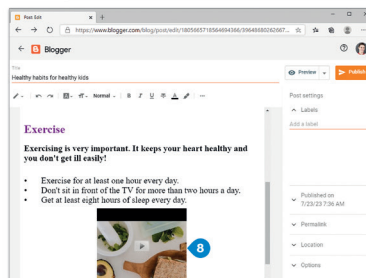 Post: Edit
https://www.blogger.com/blog/post/edit/1805065718564694366/39648680262667...
Blogger
Title
Healthy habits for healthy kids
Preview
Publish
Normal
B I U S A
Post settings
Labels
Add a label
Exercise
Exercising is very important. It keeps your heart healthy and
you don't get ill easily!
• Exercise for at least one hour every day.
• Don't sit in front of the TV for more than two hours a day.
• Get at least eight hours of sleep every day.
8
Published on
7/23/23 7:36 AM
Permalink
Location
Options